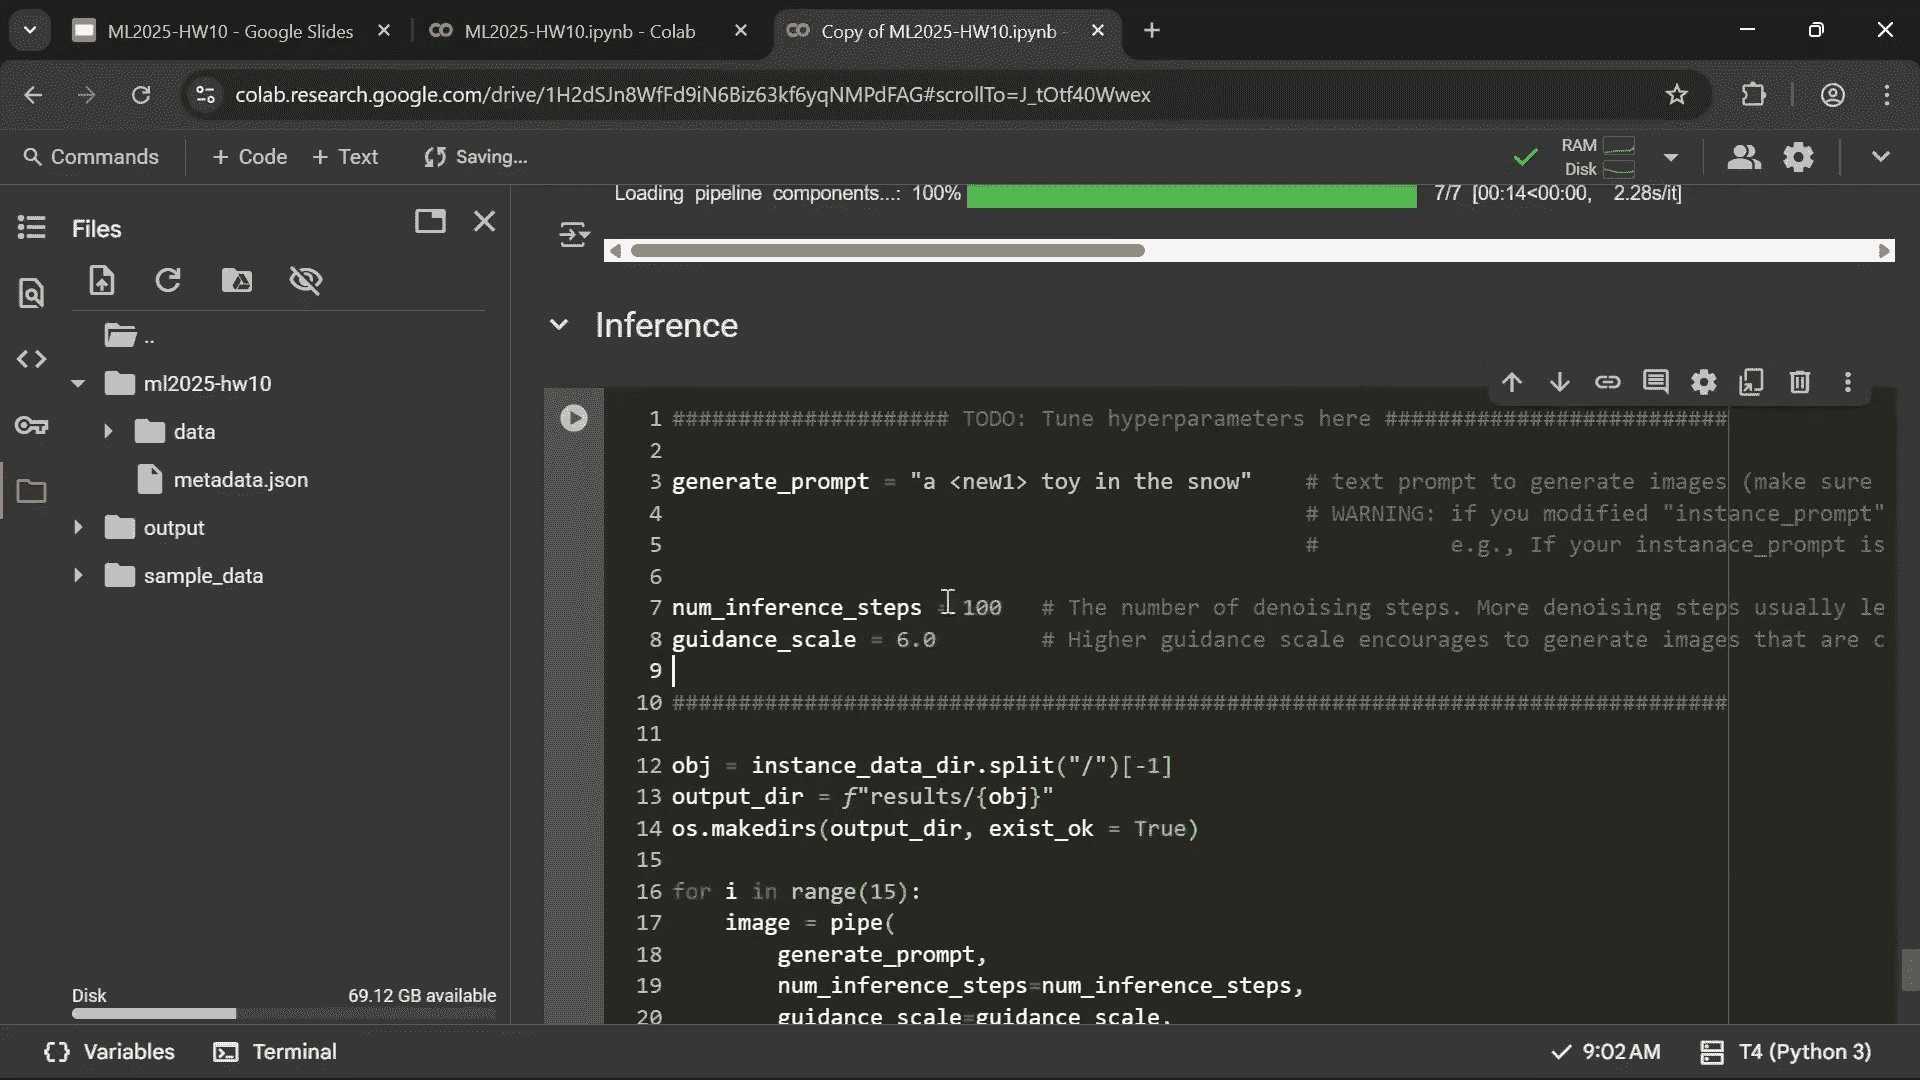 ML2025-HW10 - Google Slides
ML2025-HW10.ipynb - Colab
Copy of ML2025-HW10.ipynb -
colab.research.google.com/drive/1H2dSJn8WfFd9iN6Biz63kf6yqNMPdFAG#scrollTo=J_tOtf40Wwex
Commands
+ Code
+ Text
Saving...
RAM
Disk
Files
..
ml2025-hw10
data
metadata.json
output
sample_data
Disk
69.12 GB available
Loading pipeline components...: 100%
7/7 [00:14<00:00, 2.28s/it]
Inference
1 ##################### TODO: Tune hyperparameters here ##########################
2
3 generate_prompt = "a <new1> toy in the snow" # text prompt to generate images (make sure
4 # WARNING: if you modified "instance_prompt"
5 # e.g., If your instanace_prompt is
6
7 num_inference_steps = 100 # The number of denoising steps. More denoising steps usually le
8 guidance_scale = 6.0 # Higher guidance scale encourages to generate images that are c
9
10 ################################################################################
11
12 obj = instance_data_dir.split("/")[-1]
13 output_dir = f"results/{obj}"
14 os.makedirs(output_dir, exist_ok = True)
15
16 for i in range(15):
17 image = pipe(
18 generate_prompt,
19 num_inference_steps=num_inference_steps,
20 guidance_scale=guidance_scale,
{} Variables
Terminal
9:02 AM
T4 (Python 3)